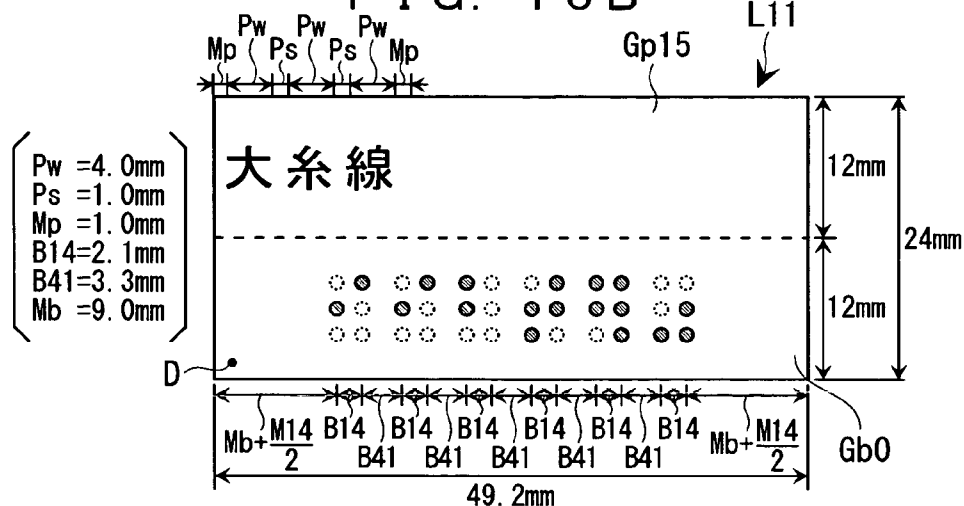 FIG. 16B
L11
Pw Pw Pw
Mp Ps Ps Mp
Gp15
Pw =4.0mm
Ps =1.0mm
Mp =1.0mm
B14=2.1mm
B41=3.3mm
Mb =9.0mm
大糸線
12mm
24mm
12mm
D
Mb+M14/2 B14 B14 B14 B14 B14 B14 Mb+M14/2
B41 B41 B41 B41 B41
Gb0
49.2mm